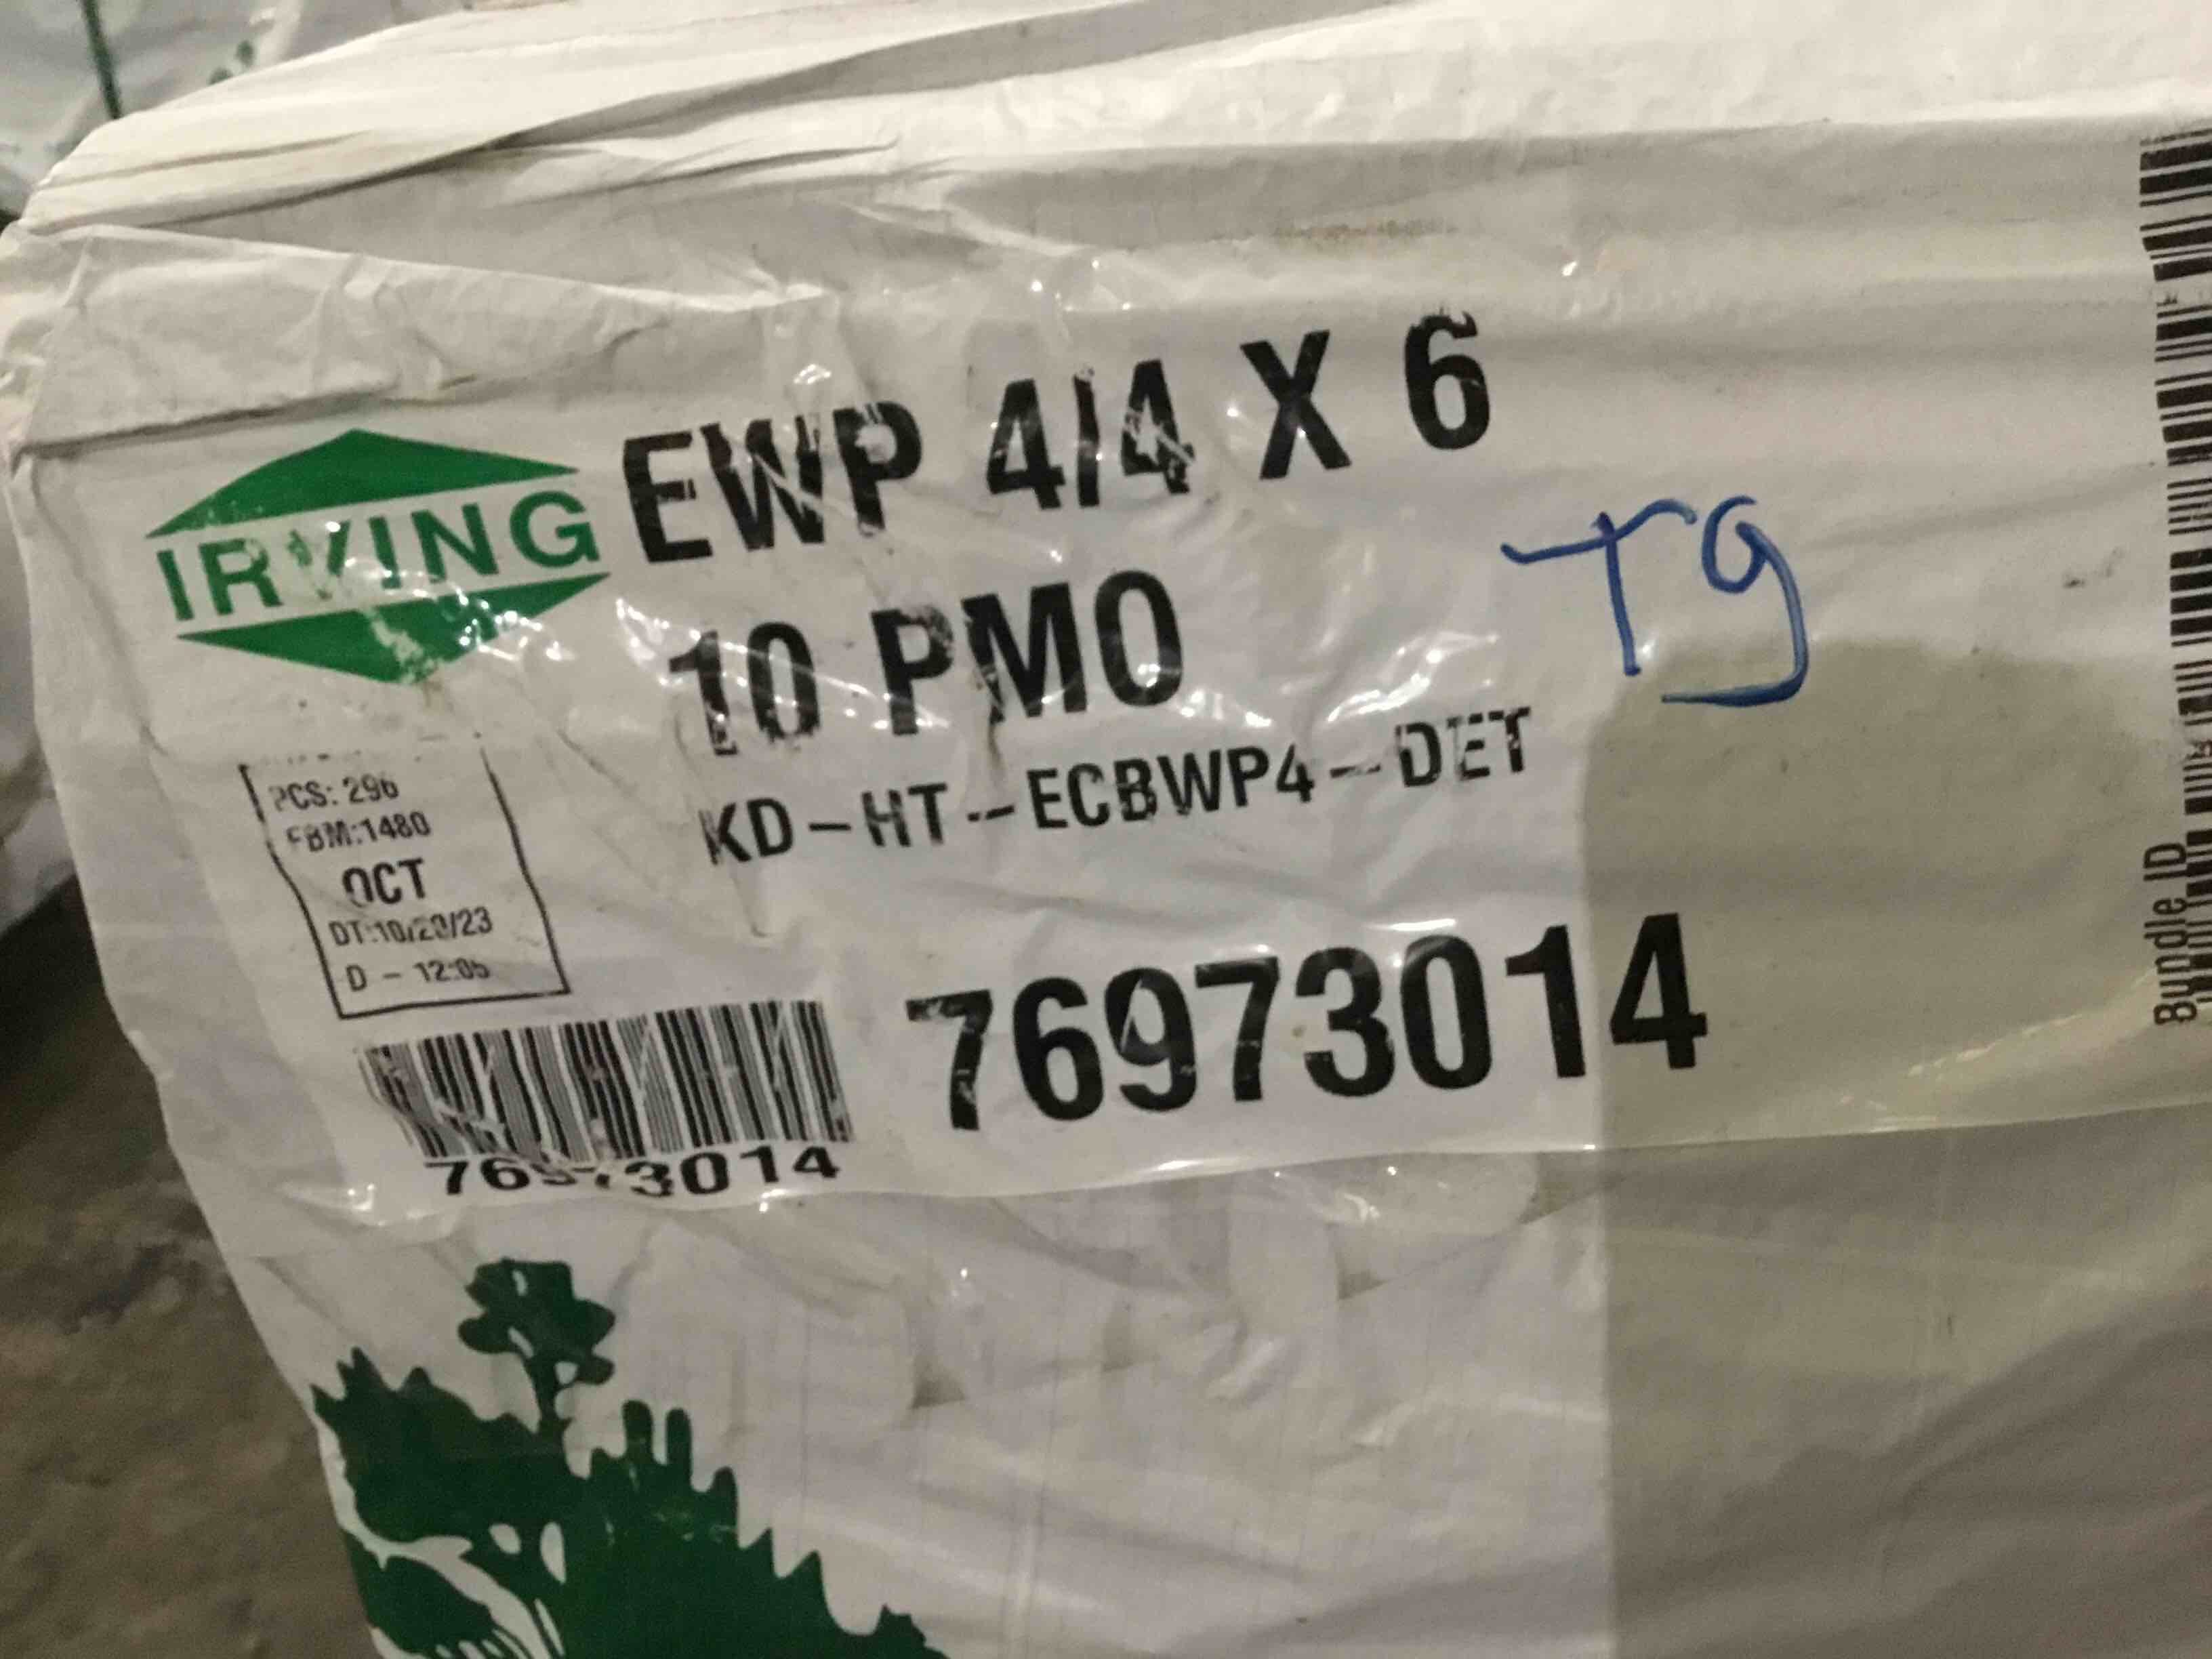 IRVING
EWP 4/4 X 6
10 PMO
Tg
KD-HT--ECBWP4-DET
PCS: 296
FBM:1480
OCT
DT:10/20/23
D - 12:05
76973014
76973014
Bundle ID